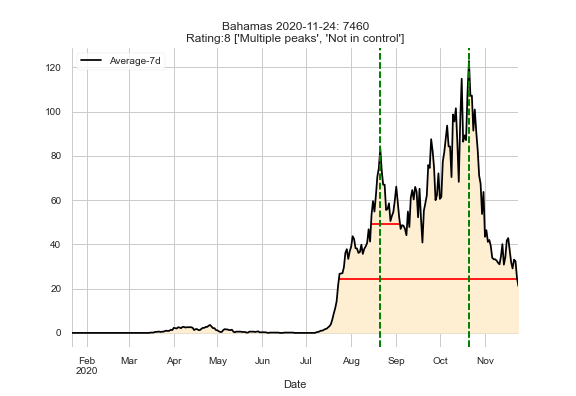 Bahamas 2020-11-24: 7460
Rating:8 ['Multiple peaks', 'Not in control']
Average-7d
120
100
80
60
40
20
0
Feb
2020
Mar
Apr
May
Jun
Jul
Aug
Sep
Oct
Nov
Date